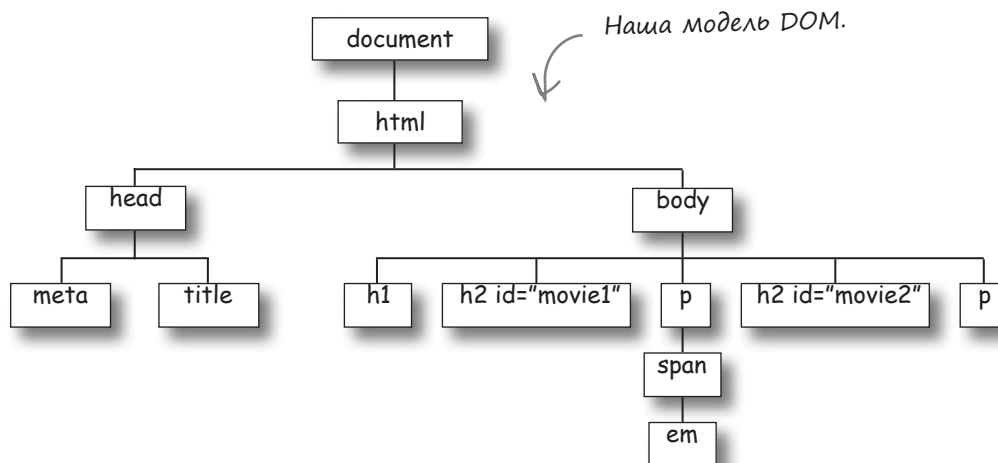 Наша модель DOM.
document
html
head
body
meta
title
h1
h2 id="movie1"
p
h2 id="movie2"
p
span
em